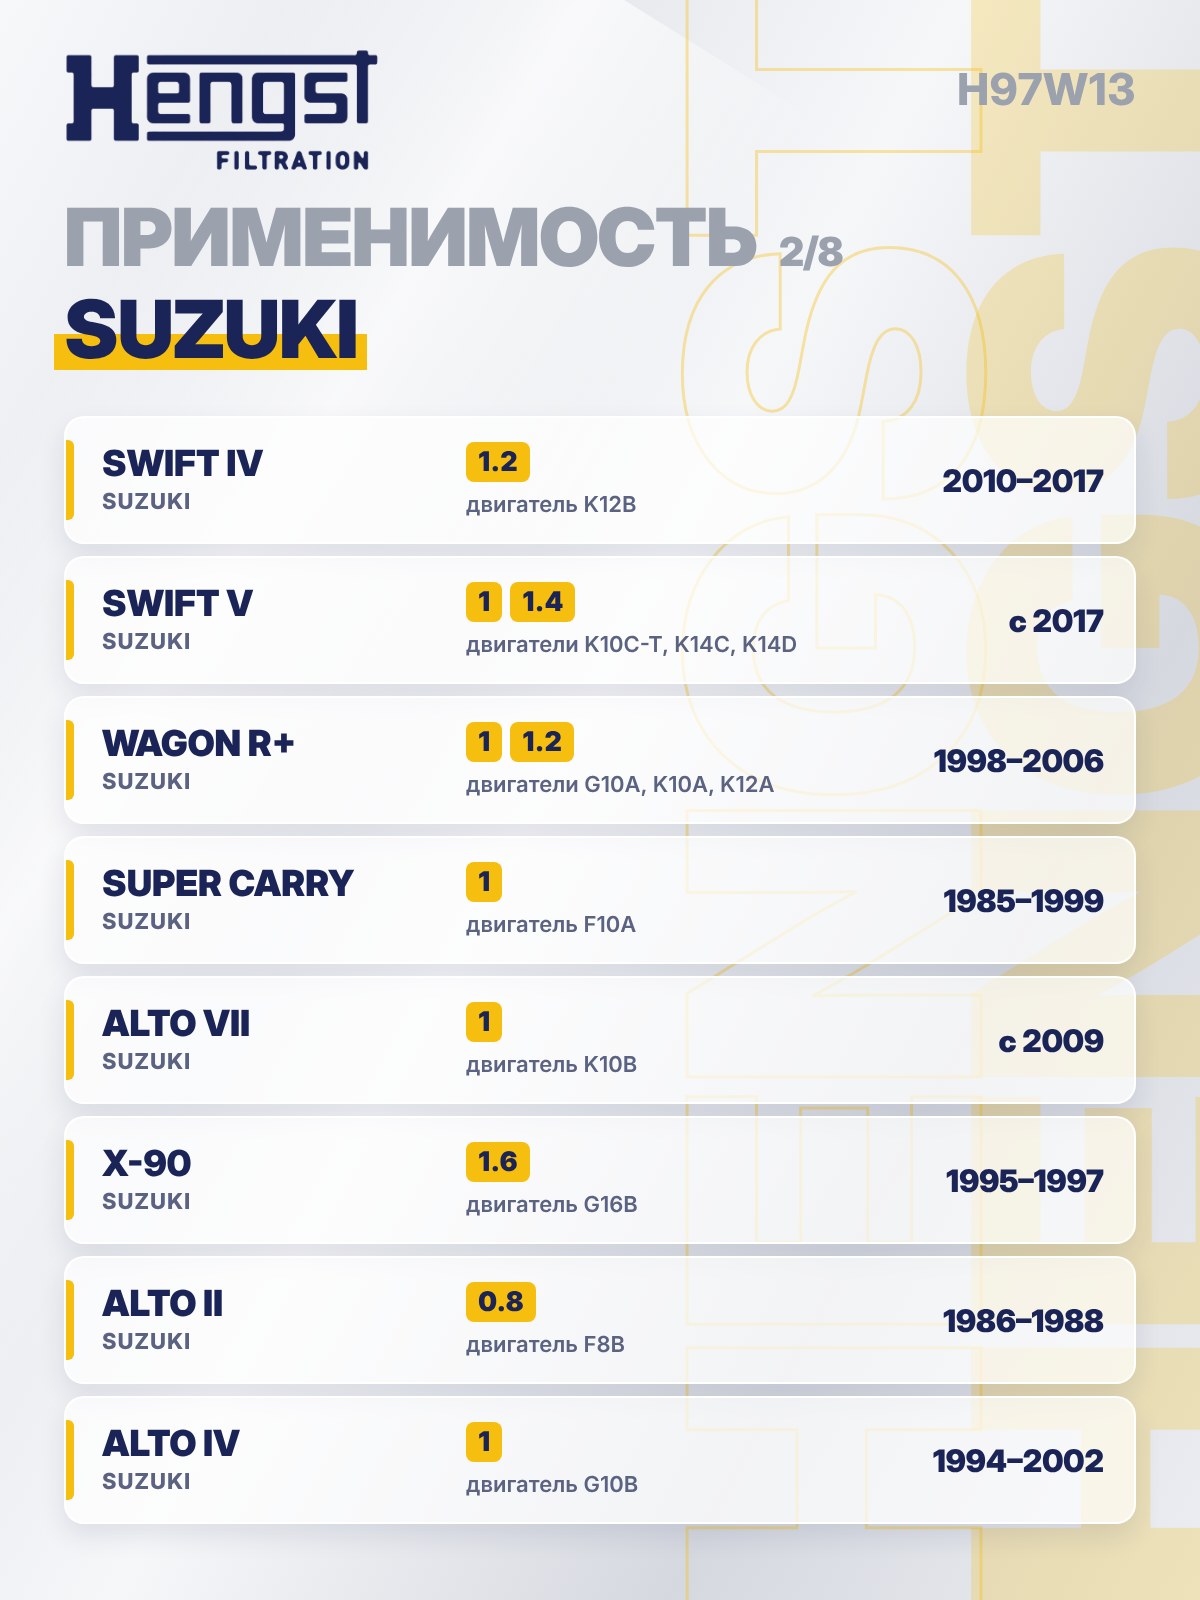 Hengst
FILTRATION
H97W13
ПРИМЕНИМОСТЬ 2/8
SUZUKI
SWIFT IV
SUZUKI
1.2
двигатель K12B
2010–2017
SWIFT V
SUZUKI
1 1.4
двигатели K10C-T, K14C, K14D
с 2017
WAGON R+
SUZUKI
1 1.2
двигатели G10A, K10A, K12A
1998–2006
SUPER CARRY
SUZUKI
1
двигатель F10A
1985–1999
ALTO VII
SUZUKI
1
двигатель K10B
с 2009
X-90
SUZUKI
1.6
двигатель G16B
1995–1997
ALTO II
SUZUKI
0.8
двигатель F8B
1986–1988
ALTO IV
SUZUKI
1
двигатель G10B
1994–2002
HENGST
HENGST